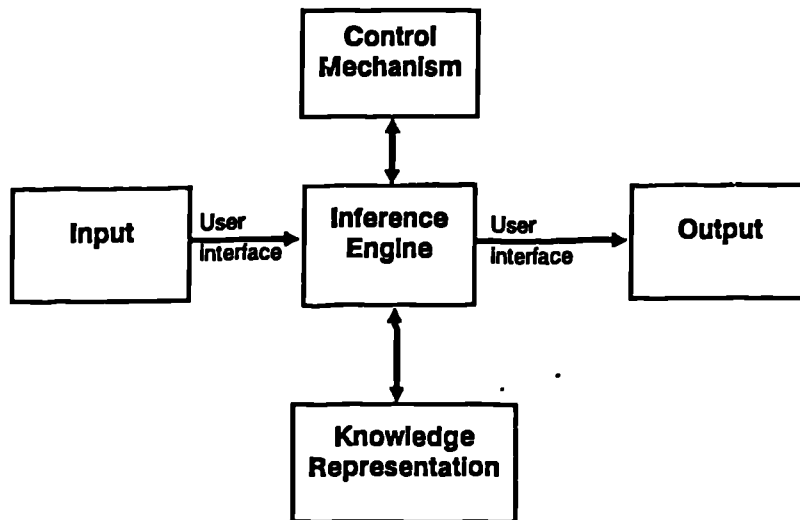 Control
Mechanism
Input
User
interface
Inference
Engine
User
interface
Output
Knowledge
Representation